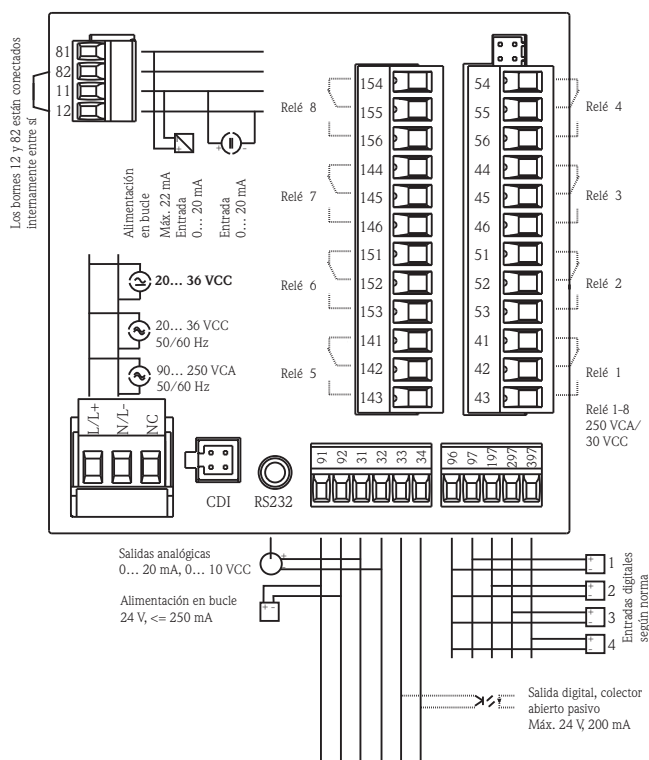 Los bornes 12 y 82 están conectados
internamente entre sí
81
82
11
12
Alimentación
en bucle
Máx. 22 mA
Entrada
0… 20 mA
Entrada
0… 20 mA
+
-
20… 36 VCC
20… 36 VCC
50/60 Hz
90… 250 VCA
50/60 Hz
L/L+
N/L-
NC
CDI
RS232
Relé 8
154
155
156
Relé 7
144
145
146
Relé 6
151
152
153
Relé 5
141
142
143
54
55
56
Relé 4
44
45
46
Relé 3
51
52
53
Relé 2
41
42
43
Relé 1
Relé 1-8
250 VCA/
30 VCC
91
92
31
32
33
34
96
97
197
297
397
Salidas analógicas
0… 20 mA, 0… 10 VCC
+
-
Alimentación en bucle
24 V, <= 250 mA
+ -
+
-
1
+
-
2
+
-
3
+
-
4
Entradas digitales
según norma
Salida digital, colector
abierto pasivo
Máx. 24 V, 200 mA